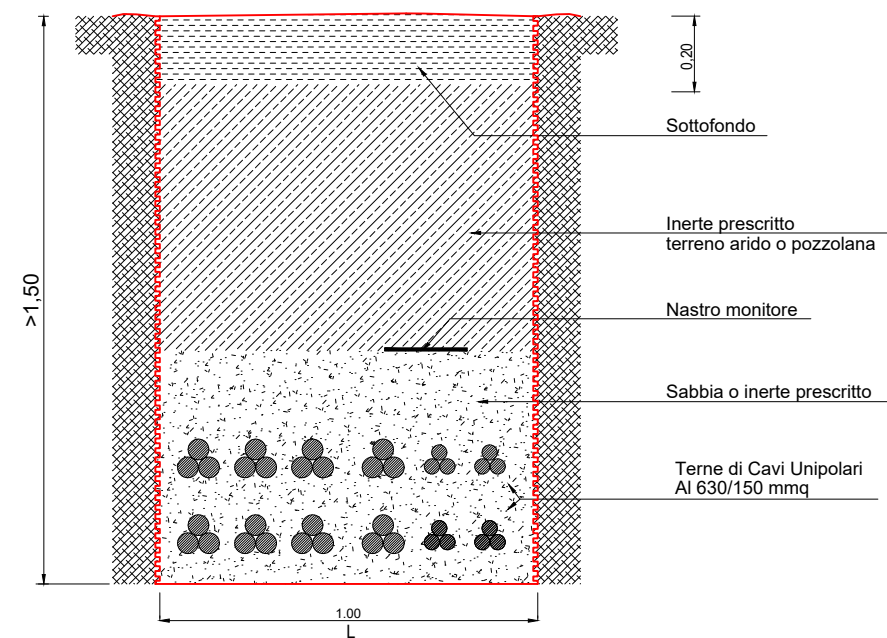 0,20
Sottofondo
Inerte prescritto
terreno arido o pozzolana
>1,50
Nastro monitore
Sabbia o inerte prescritto
Terne di Cavi Unipolari
Al 630/150 mmq
1.00
L